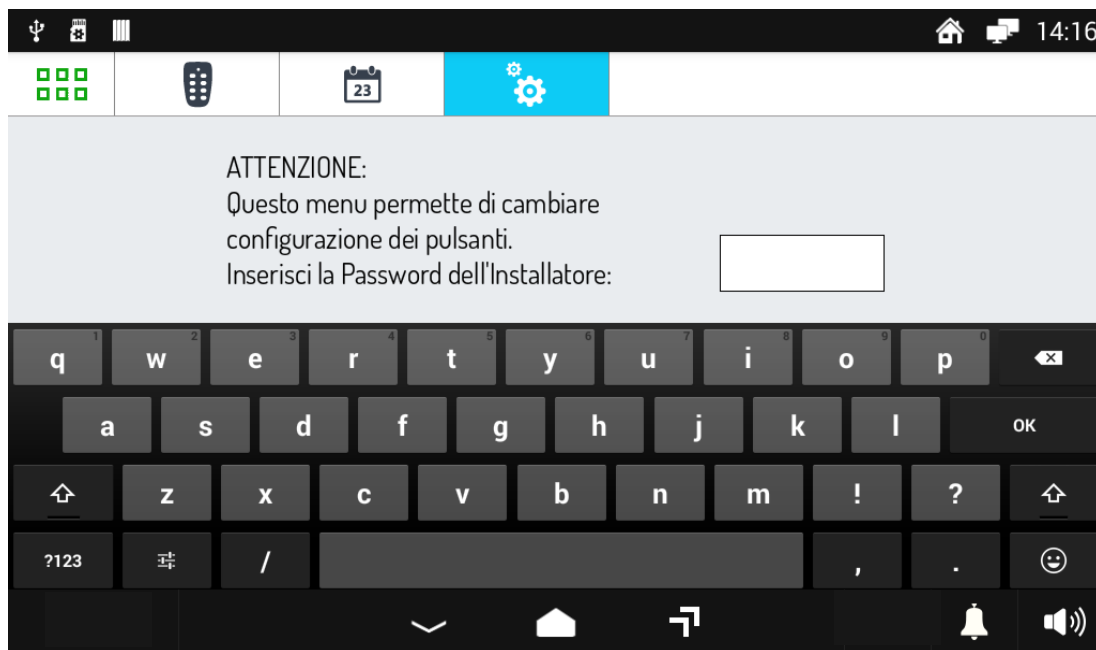 14:16
23
ATTENZIONE:
Questo menu permette di cambiare
configurazione dei pulsanti.
Inserisci la Password dell'Installatore:
1 2 3 4 5 6 7 8 9 0
q w e r t y u i o p
a s d f g h j k l OK
z x c v b n m ! ?
?123 / , .